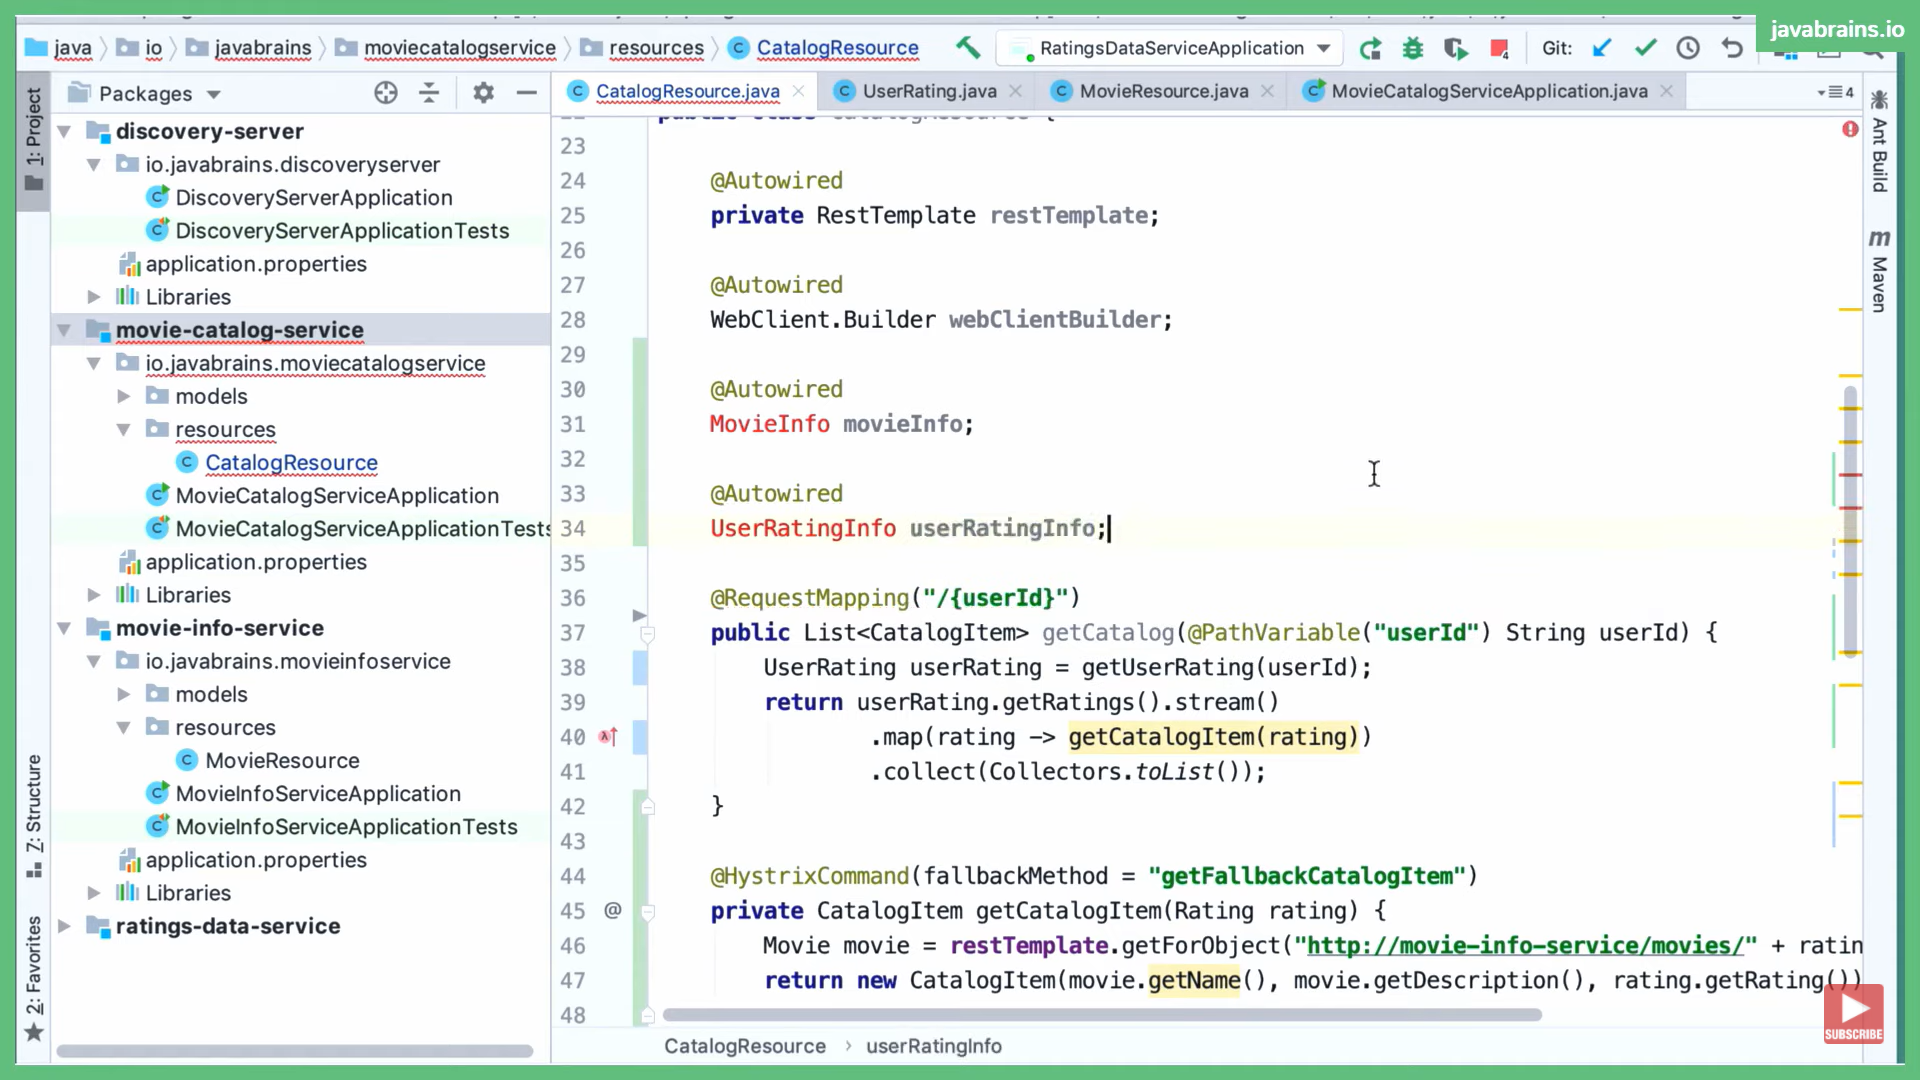 javabrains.io
java
io
javabrains
moviecatalogservice
resources
CatalogResource
RatingsDataServiceApplication
4
Git:
1: Project
Packages
CatalogResource.java
UserRating.java
MovieResource.java
MovieCatalogServiceApplication.java
4
Ant Build
Maven
discovery-server
io.javabrains.discoveryserver
DiscoveryServerApplication
DiscoveryServerApplicationTests
application.properties
Libraries
movie-catalog-service
io.javabrains.moviecatalogservice
models
resources
CatalogResource
MovieCatalogServiceApplication
MovieCatalogServiceApplicationTests
application.properties
Libraries
movie-info-service
io.javabrains.movieinfoservice
models
resources
MovieResource
MovieInfoServiceApplication
MovieInfoServiceApplicationTests
application.properties
Libraries
ratings-data-service
Z: Structure
2: Favorites
23
24 @Autowired
25 private RestTemplate restTemplate;
26
27 @Autowired
28 WebClient.Builder webClientBuilder;
29
30 @Autowired
31 MovieInfo movieInfo;
32
33 @Autowired
34 UserRatingInfo userRatingInfo;
35
36 @RequestMapping("/{userId}")
37 public List<CatalogItem> getCatalog(@PathVariable("userId") String userId) {
38 UserRating userRating = getUserRating(userId);
39 return userRating.getRatings().stream()
40 .map(rating -> getCatalogItem(rating))
41 .collect(Collectors.toList());
42 }
43
44 @HystrixCommand(fallbackMethod = "getFallbackCatalogItem")
45 @ private CatalogItem getCatalogItem(Rating rating) {
46 Movie movie = restTemplate.getForObject("http://movie-info-service/movies/" + ratin
47 return new CatalogItem(movie.getName(), movie.getDescription(), rating.getRating())
48
CatalogResource › userRatingInfo
SUBSCRIBE